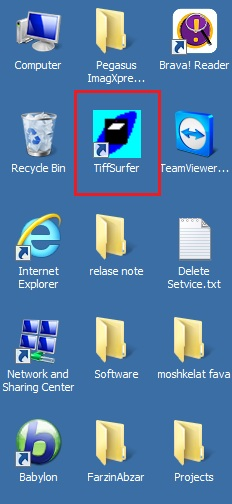 Computer
Pegasus
ImagXpre...
Brava! Reader
Recycle Bin
TiffSurfer
TeamViewer...
Internet
Explorer
relase note
Delete
Setvice.txt
Network and
Sharing Center
Software
moshkelat fava
Babylon
FarzinAbzar
Projects